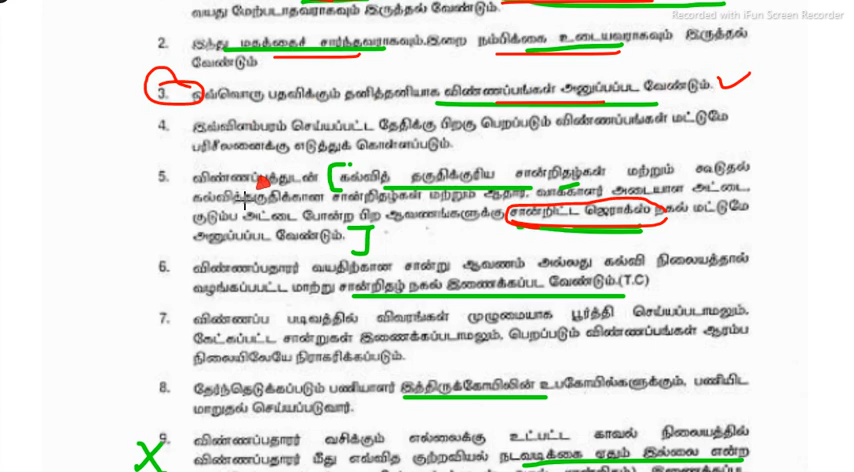 வயது மேற்படாதவராகவும் இருத்தல் வேண்டும்.
Recorded with iFun Screen Recorder
2. இந்து மதத்தைச் சார்ந்தவராகவும்,இறை நம்பிக்கை உடையவராகவும் இருத்தல்
வேண்டும்
3. ஒவ்வொரு பதவிக்கும் தனித்தனியாக விண்ணப்பங்கள் அனுப்பப்பட வேண்டும்.
4. இவ்விளம்பரம் செய்யப்பட்ட தேதிக்கு பிறகு பெறப்படும் விண்ணப்பங்கள் மட்டுமே
பரிசீலனைக்கு எடுத்துக் கொள்ளப்படும்.
5. விண்ணப்பத்துடன் கல்வித் தகுதிக்குரிய சான்றிதழ்கள் மற்றும் கூடுதல்
கல்வித்தகுதிக்கான சான்றிதழ்கள் மற்றும் ஆதார், வாக்காளர் அடையாள அட்டை,
குடும்ப அட்டை போன்ற பிற ஆவணங்களுக்கு சான்றிட்ட ஜெராக்ஸ் நகல் மட்டுமே
அனுப்பப்பட வேண்டும்.
6. விண்ணப்பதாரர் வயதிற்கான சான்று ஆவணம் அல்லது கல்வி நிலையத்தால்
வழங்கப்பபட்ட மாற்று சான்றிதழ் நகல் இணைக்கப்பட வேண்டும்.(T.C)
7. விண்ணப்ப படிவத்தில் விவரங்கள் முழுமையாக பூர்த்தி செய்யப்படாமலும்,
கேட்கப்பட்ட சான்றுகள் இணைக்கப்படாமலும், பெறப்படும் விண்ணப்பங்கள் ஆரம்ப
நிலையிலேயே நிராகரிக்கப்படும்.
8. தேர்ந்தெடுக்கப்படும் பணியாளர் இத்திருக்கோயிலின் உபகோயில்களுக்கும், பணியிட
மாறுதல் செய்யப்படுவார்.
9. விண்ணப்பதாரர் வசிக்கும் எல்லைக்கு உட்பட்ட காவல் நிலையத்தில்
விண்ணப்பதாரர் மீது எவ்வித குற்றவியல் நடவடிக்கை ஏதும் இல்லை என்ற